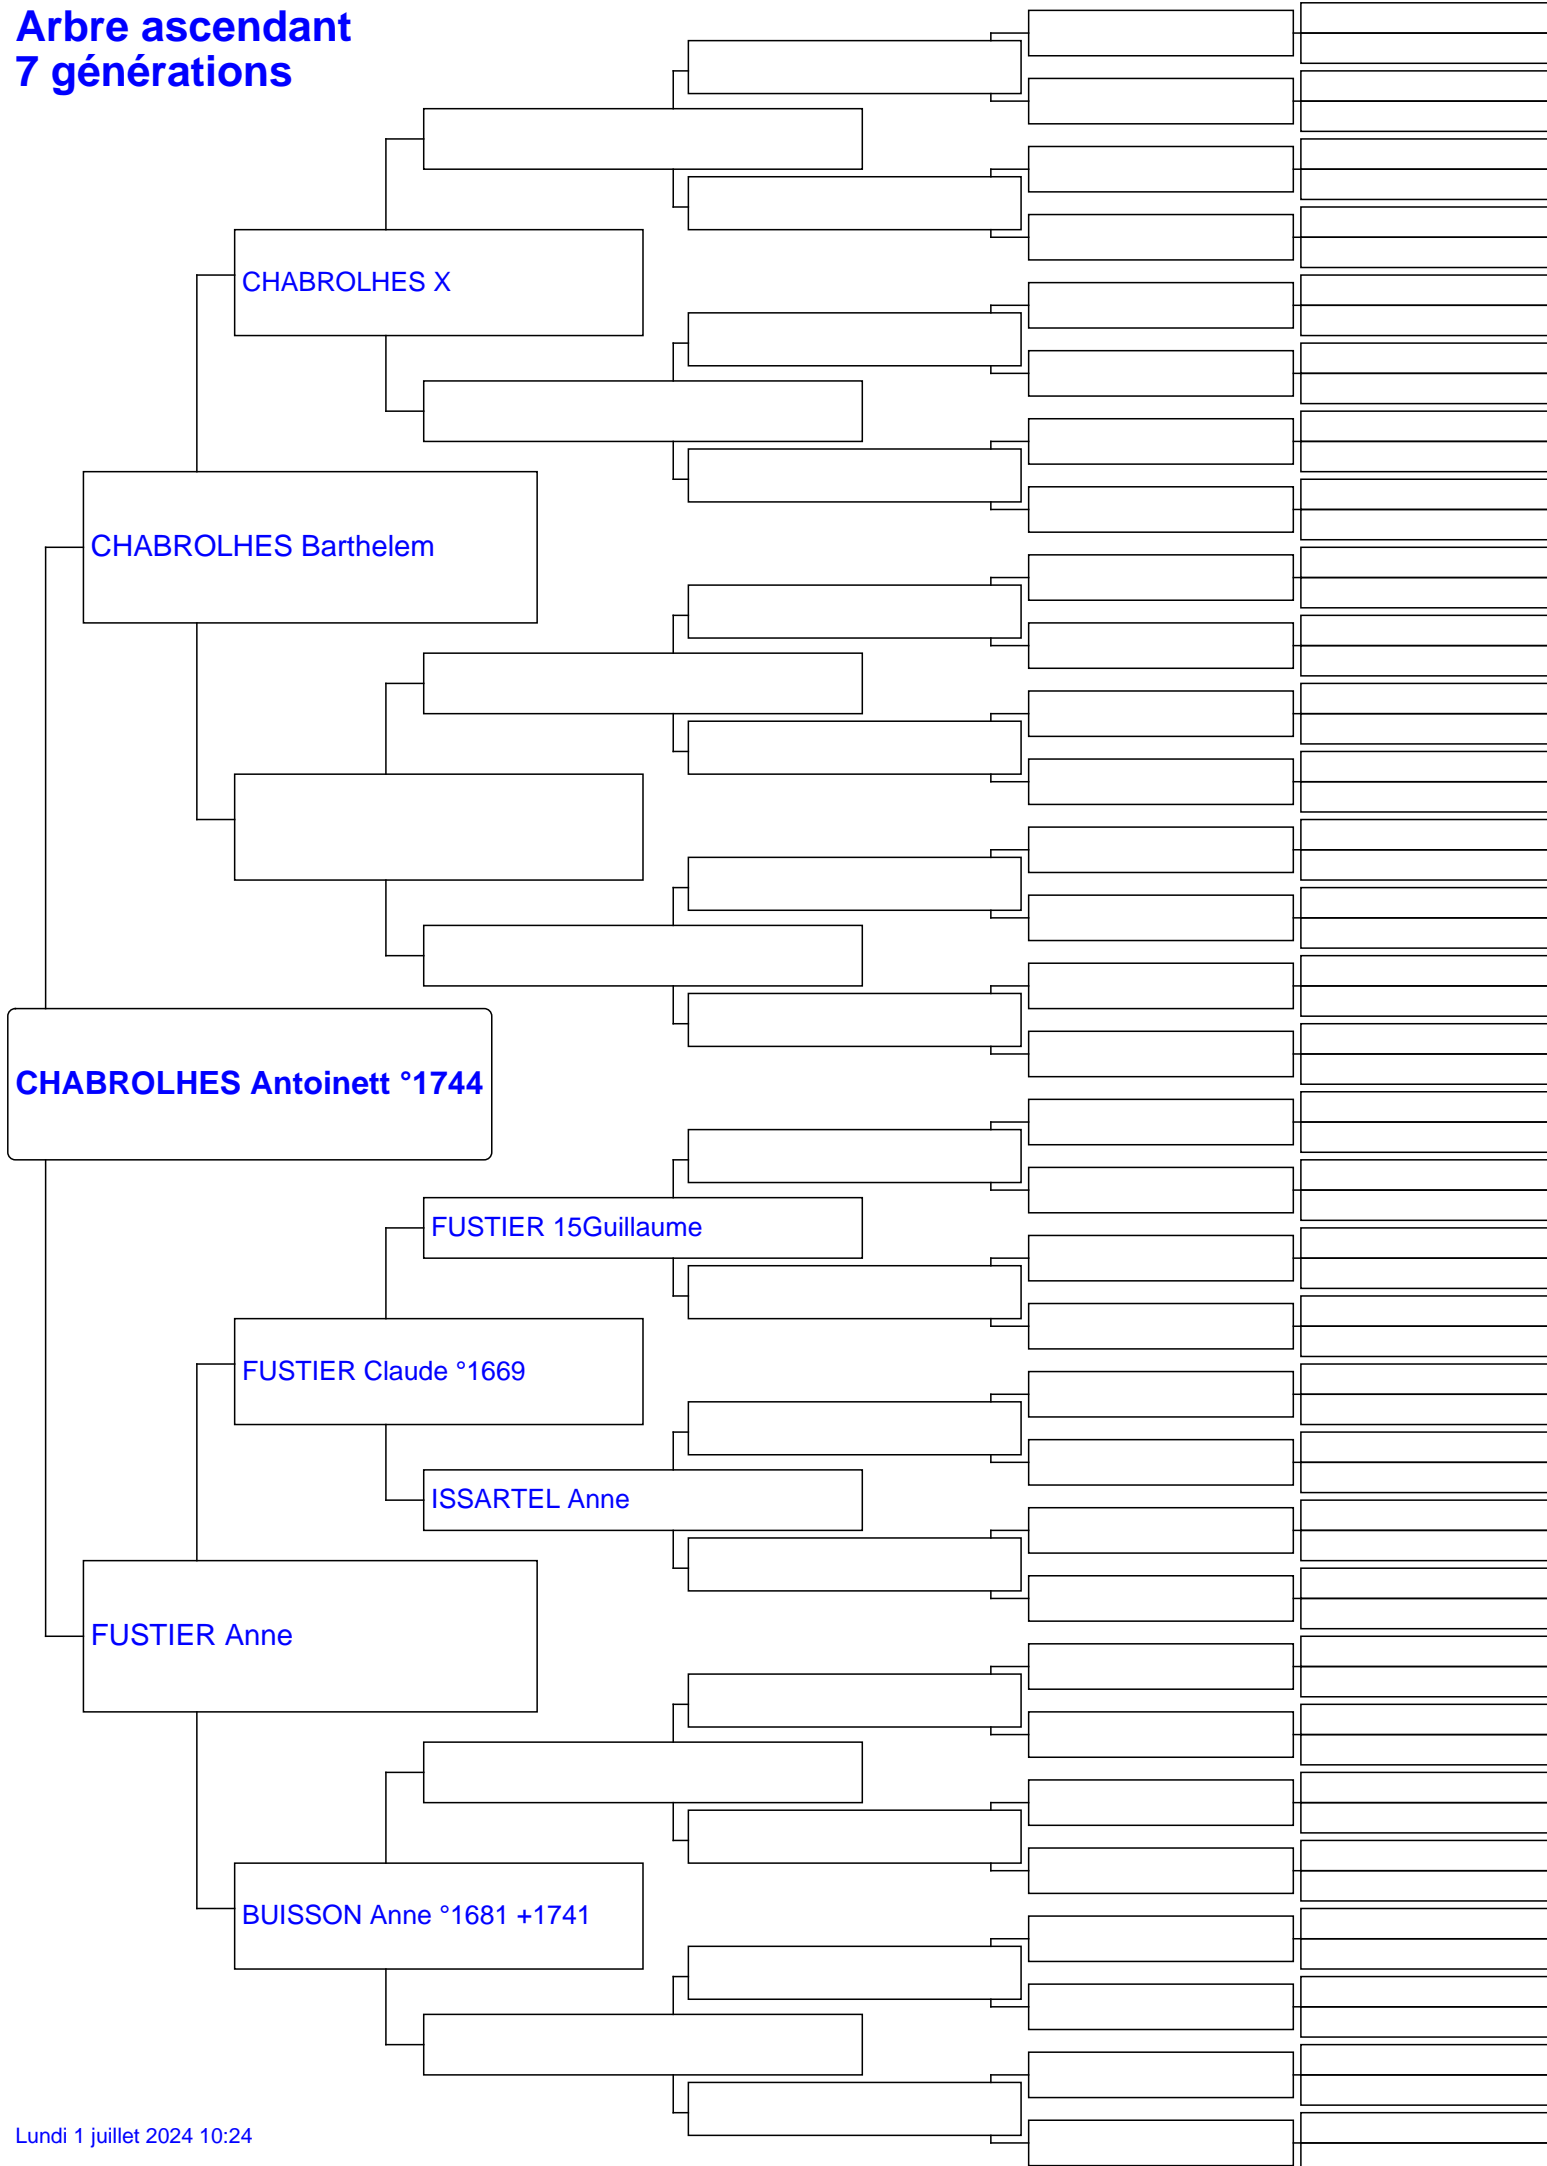 Arbre ascendant
7 générations
CHABROLHES X
CHABROLHES Barthelem
CHABROLHES Antoinett °1744
FUSTIER 15Guillaume
FUSTIER Claude °1669
ISSARTEL Anne
FUSTIER Anne
BUISSON Anne °1681 +1741
Lundi 1 juillet 2024 10:24